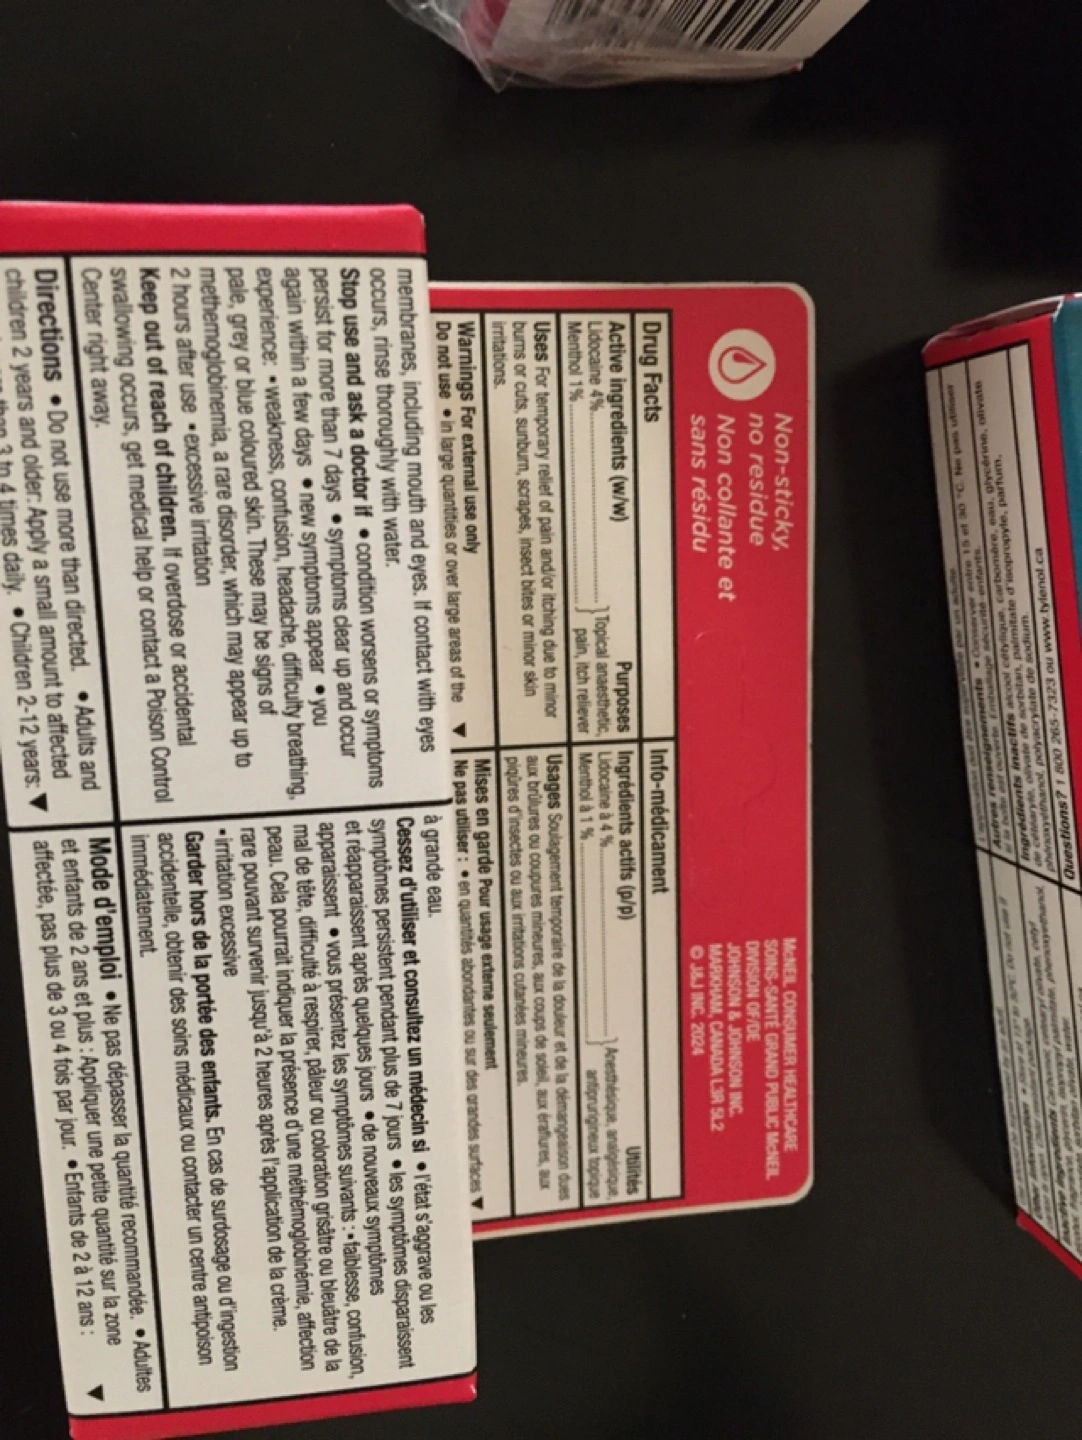 Non-sticky,
no residue
Non collante et
sans résidu
McNEIL CONSUMER HEALTHCARE
SOINS-SANTÉ GRAND PUBLIC McNEIL
DIVISION OF/DE
JOHNSON & JOHNSON INC.
MARKHAM, CANADA L3R 5L2
© J&J INC. 2024
Drug Facts
Active ingredients (w/w) Purposes
Lidocaine 4% } Topical anaesthetic,
Menthol 1% pain, itch reliever
Uses For temporary relief of pain and/or itching due to minor
burns or cuts, sunburn, scrapes, insect bites or minor skin
irritations.
Warnings For external use only
Do not use • in large quantities or over large areas of the ▼
membranes, including mouth and eyes. If contact with eyes
occurs, rinse thoroughly with water.
Stop use and ask a doctor if • condition worsens or symptoms
persist for more than 7 days • symptoms clear up and occur
again within a few days • new symptoms appear • you
experience: • weakness, confusion, headache, difficulty breathing,
pale, grey or blue coloured skin. These may be signs of
methemoglobinemia, a rare disorder, which may appear up to
2 hours after use • excessive irritation
Keep out of reach of children. If overdose or accidental
swallowing occurs, get medical help or contact a Poison Control
Center right away.
Directions • Do not use more than directed. • Adults and
children 2 years and older: Apply a small amount to affected
than 3 to 4 times daily. • Children 2-12 years: ▼
Info-médicament
Ingrédients actifs (p/p) Utilités
Lidocaïne à 4 % } Anesthésique, analgésique,
Menthol à 1 % antiprurigineux topique
Usages Soulagement temporaire de la douleur et de la démangeaison dues
aux brûlures ou coupures mineures, aux coups de soleil, aux éraflures, aux
piqûres d'insectes ou aux irritations cutanées mineures.
Mises en garde Pour usage externe seulement
Ne pas utiliser : • en quantités abondantes ou sur des grandes surfaces ▼
à grande eau.
Cessez d'utiliser et consultez un médecin si • l'état s'aggrave ou les
symptômes persistent pendant plus de 7 jours • les symptômes disparaissent
et réapparaissent après quelques jours • de nouveaux symptômes
apparaissent • vous présentez les symptômes suivants : • faiblesse, confusion,
mal de tête, difficulté à respirer, pâleur ou coloration grisâtre ou bleuâtre de la
peau. Cela pourrait indiquer la présence d'une méthémoglobinémie, affection
rare pouvant survenir jusqu'à 2 heures après l'application de la crème.
• irritation excessive
Garder hors de la portée des enfants. En cas de surdosage ou d'ingestion
accidentelle, obtenir des soins médicaux ou contacter un centre antipoison
immédiatement.
Mode d'emploi • Ne pas dépasser la quantité recommandée. • Adultes
et enfants de 2 ans et plus : Appliquer une petite quantité sur la zone
affectée, pas plus de 3 ou 4 fois par jour. • Enfants de 2 à 12 ans : ▼
Questions? 1 800 265-7323 ou www.tylenol.ca